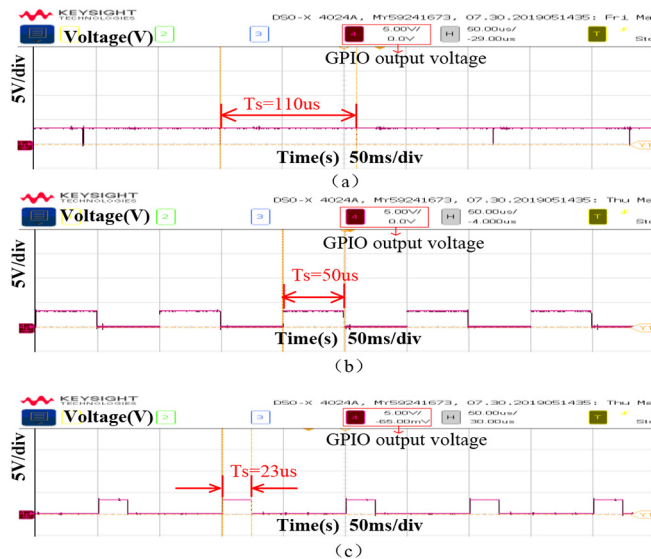 KEYSIGHT
TECHNOLOGIES
DSO-X 4024A, MY59241673, 07.30.2019051435: Fri Ma
Voltage(V) 2 3 4 5.00V/ 0.0V H 50.00us/ -29.00us T
GPIO output voltage
5V/div
Ts=110us
Time(s) 50ms/div
(a)
KEYSIGHT
TECHNOLOGIES
DSO-X 4024A, MY59241673, 07.30.2019051435: Thu Ma
Voltage(V) 2 3 4 5.00V/ 0.0V H 50.00us/ -4.000us T Sto
GPIO output voltage
5V/div
Ts=50us
Time(s) 50ms/div
(b)
KEYSIGHT
TECHNOLOGIES
DSO-X 4024A, MY59241673, 07.30.2019051435: Thu Ma
Voltage(V) 2 3 4 5.00V/ -65.00mV H 50.00us/ 30.00us T Sto
GPIO output voltage
5V/div
Ts=23us
Time(s) 50ms/div
(c)